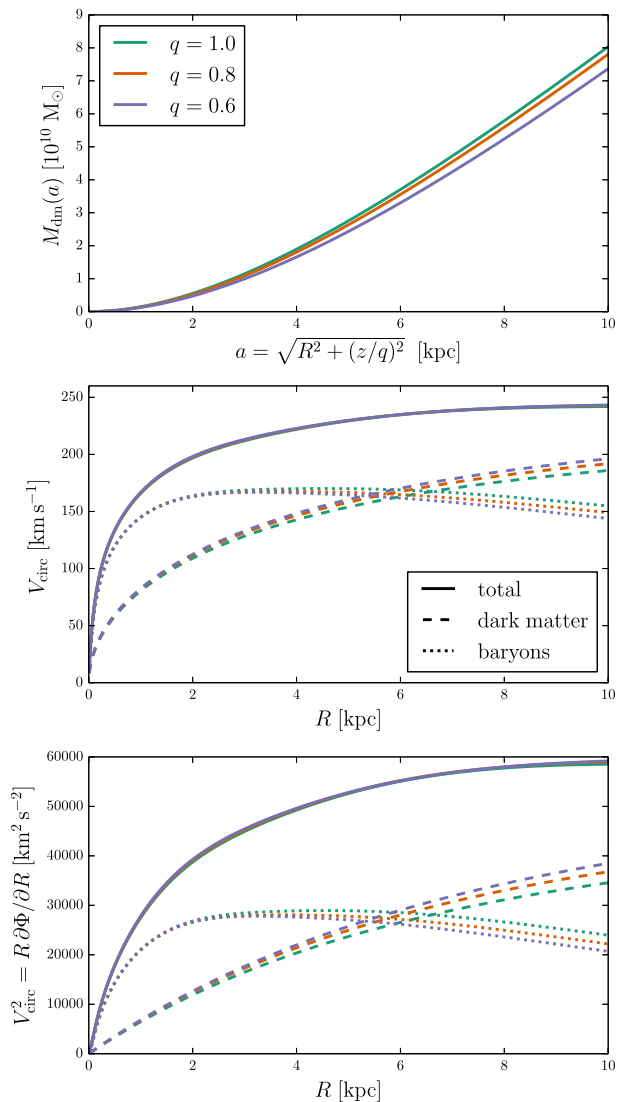 9
8
7
6
5
4
3
2
1
0
M_dm(a) [10^10 M_⊙]
q = 1.0
q = 0.8
q = 0.6
0 2 4 6 8 10
a = √(R² + (z/q)²) [kpc]
250
200
150
100
50
0
V_circ [km s⁻¹]
total
dark matter
baryons
0 2 4 6 8 10
R [kpc]
60000
50000
40000
30000
20000
10000
0
V²_circ = R ∂Φ/∂R [km² s⁻²]
0 2 4 6 8 10
R [kpc]